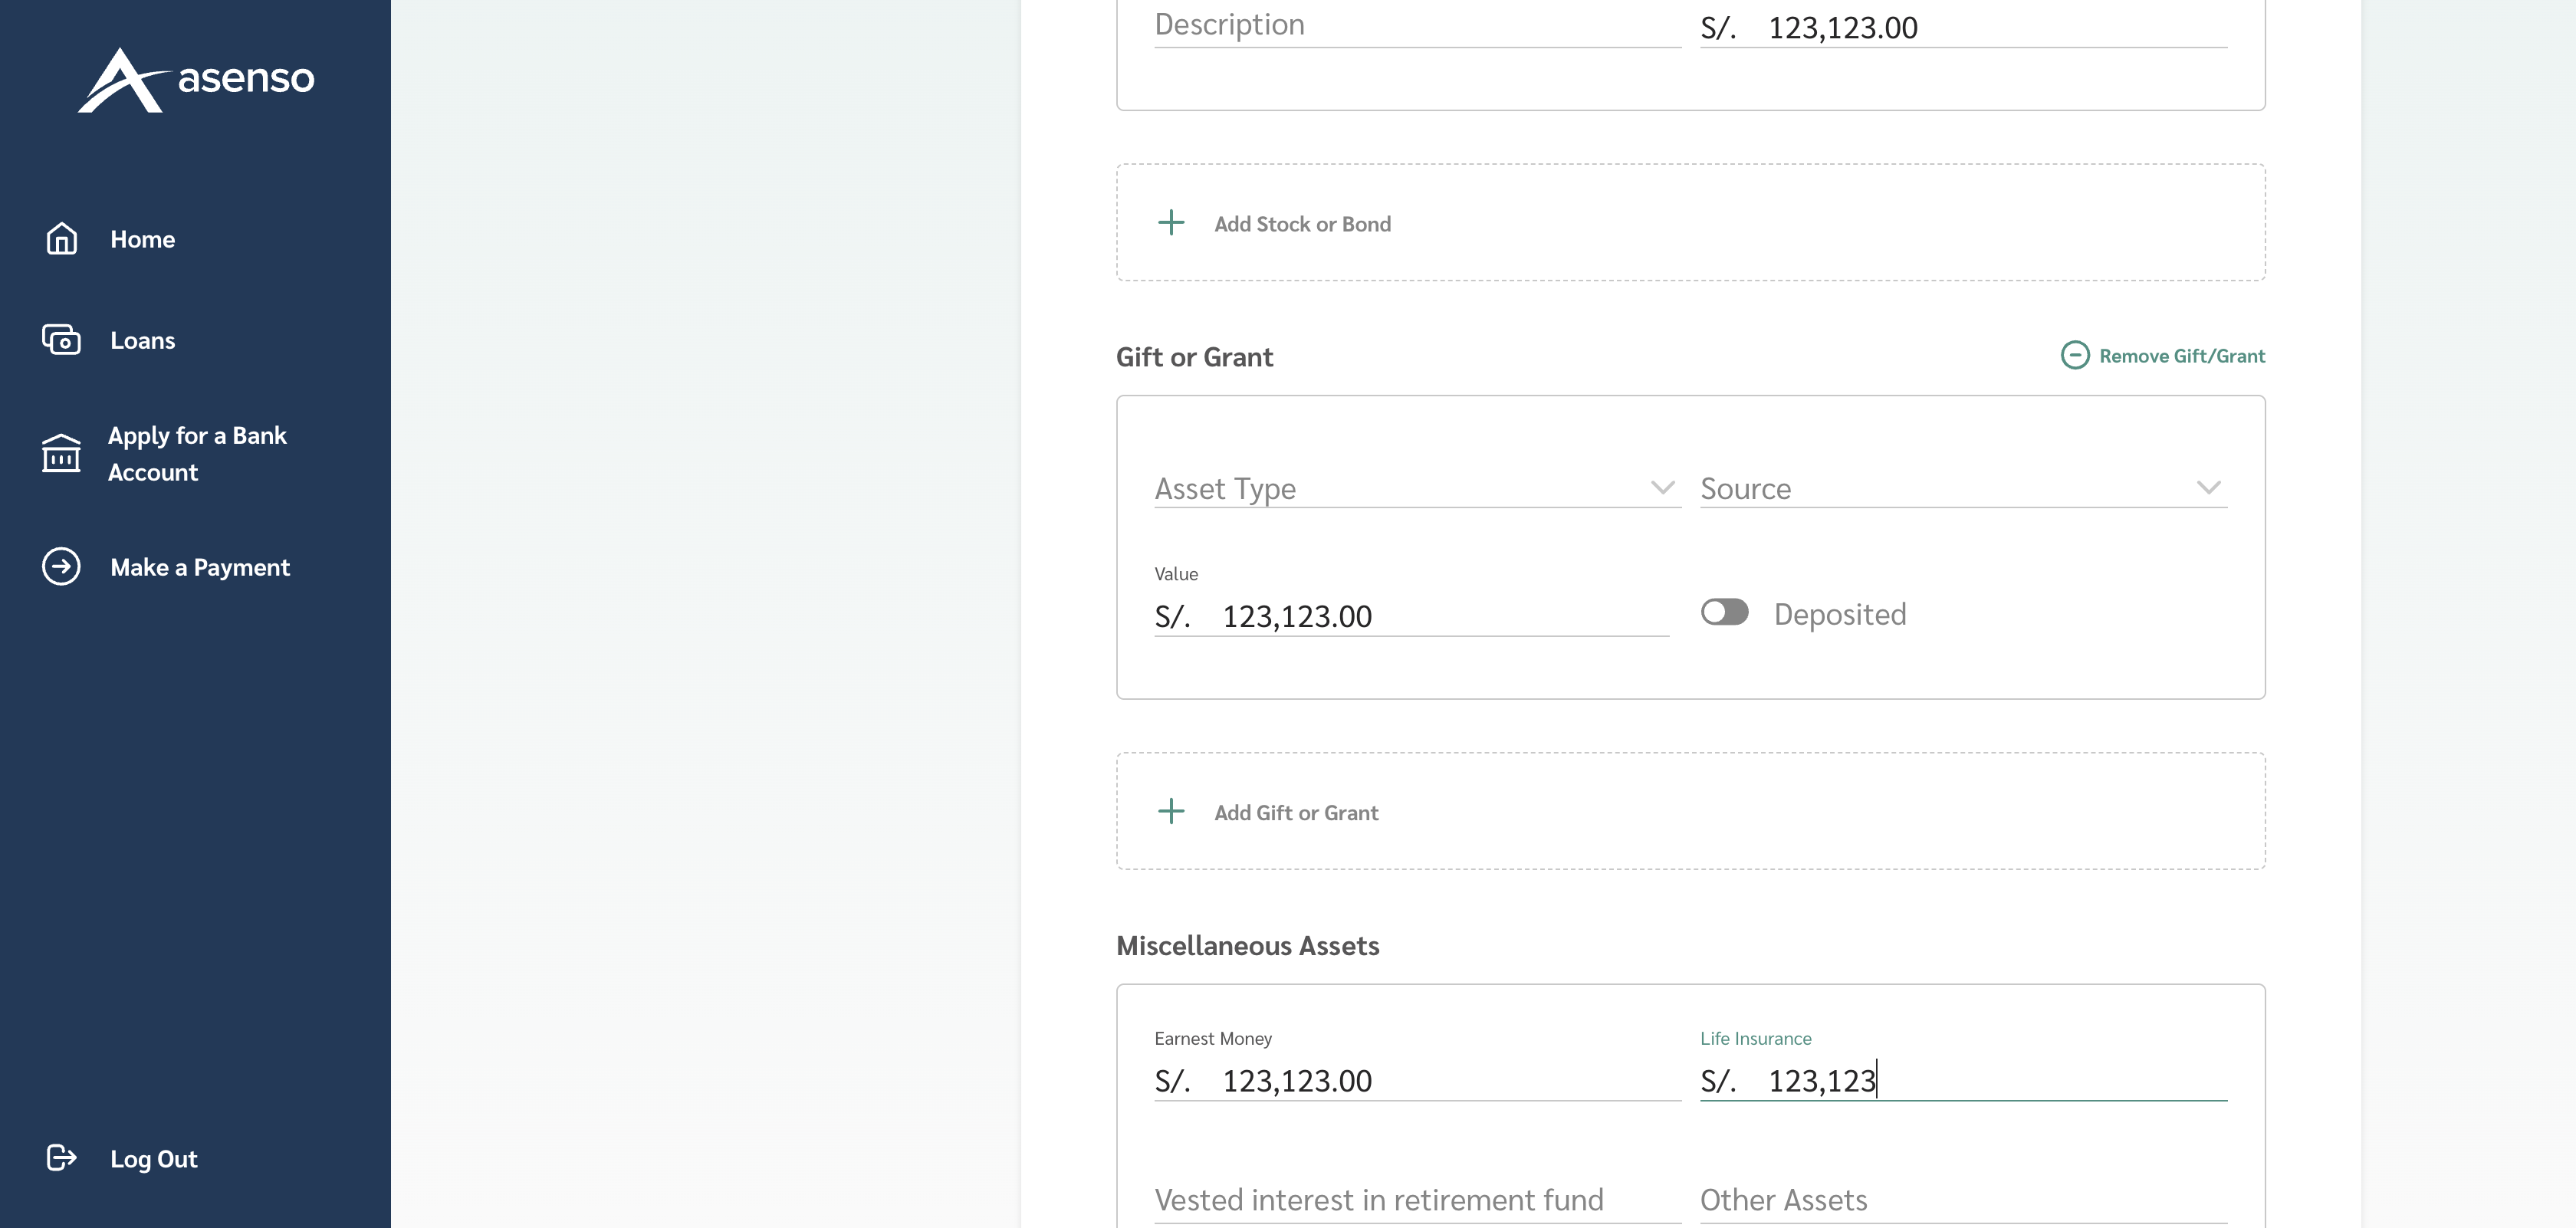 asenso
Home
Loans
Apply for a Bank
Account
Make a Payment
Log Out
Description
S/. 123,123.00
Add Stock or Bond
Gift or Grant
Remove Gift/Grant
Asset Type
Source
Value
S/. 123,123.00
Deposited
Add Gift or Grant
Miscellaneous Assets
Earnest Money
Life Insurance
S/. 123,123.00
S/. 123,123
Vested interest in retirement fund
Other Assets